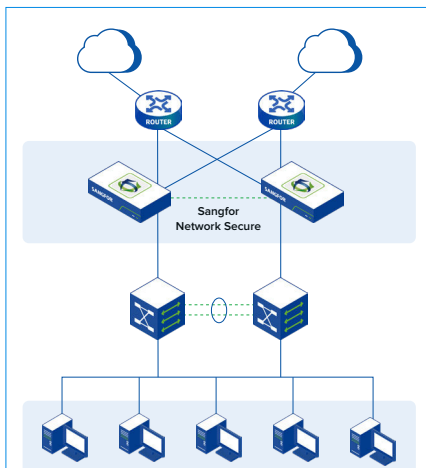 ROUTER
ROUTER
SANGFOR
SANGFOR
Sangfor
Network Secure